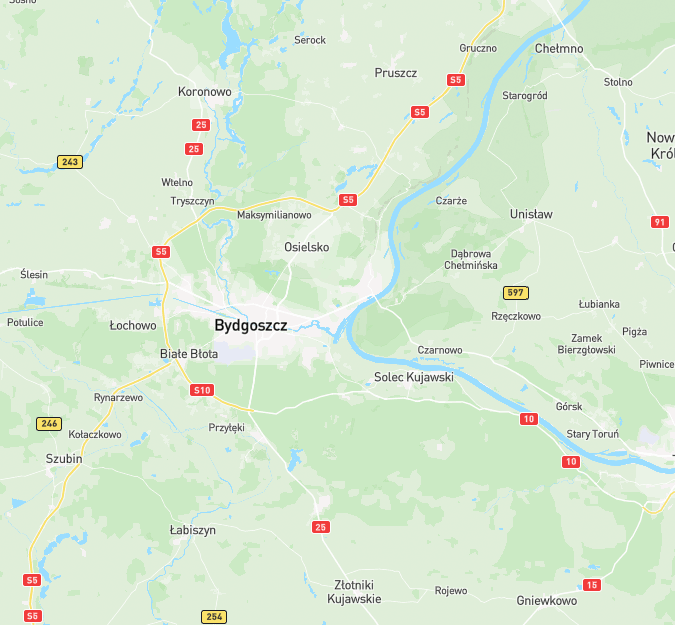 Serock
Gruczno
Chełmno
Pruszcz
S5
Stolno
Koronowo
Starogród
S5
25
Now
Król
25
243
Wtelno
Tryszczyn
S5
Czarże
Maksymilianowo
Unisław
91
Osielsko
S5
Dąbrowa
Chełmińska
Ślesin
597
Łubianka
Potulice
Łochowo
Bydgoszcz
Rzęczkowo
Pigża
Zamek
Bierzgłowski
Białe Błota
Czarnowo
Piwnice
Solec Kujawski
S10
Rynarzewo
Górsk
246
Przyłęki
10
Kołaczkowo
Stary Toruń
Szubin
10
25
Łabiszyn
S5
Złotniki
Kujawskie
Rojewo
15
Gniewkowo
S5
254